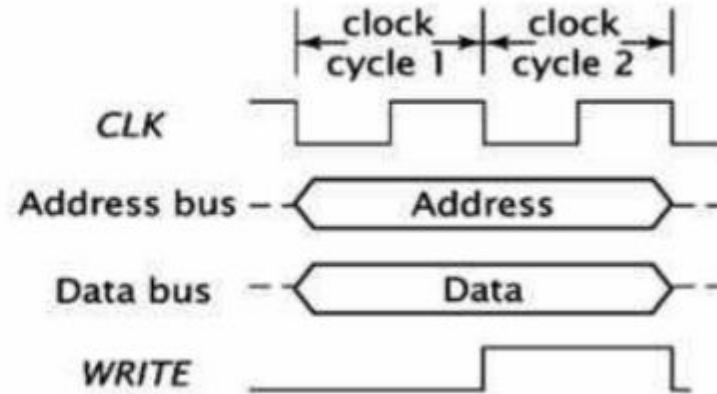 clock clock
cycle 1 cycle 2
CLK
Address bus Address
Data bus Data
WRITE